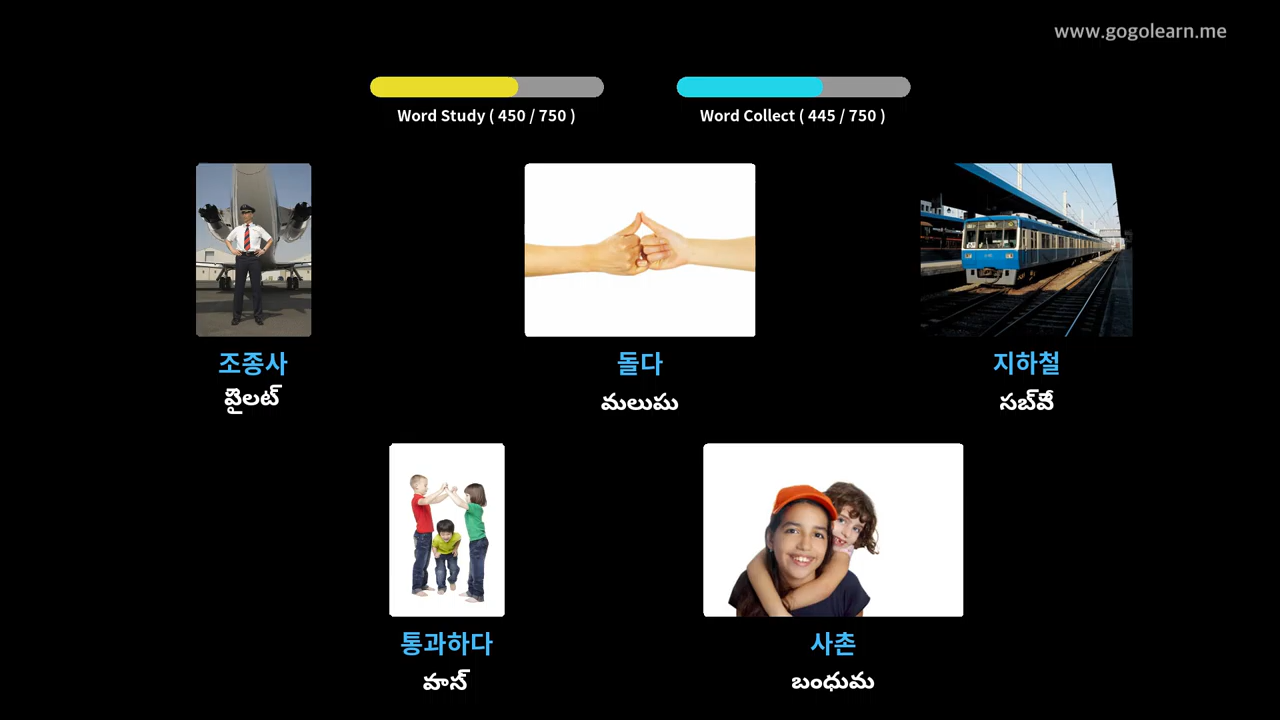 www.gogolearn.me
Word Study ( 450 / 750 )
Word Collect ( 445 / 750 )
조종사
పైలట్
돌다
మలుపు
지하철
సబ్‌వే
통과하다
పాస్
사촌
బంధువు